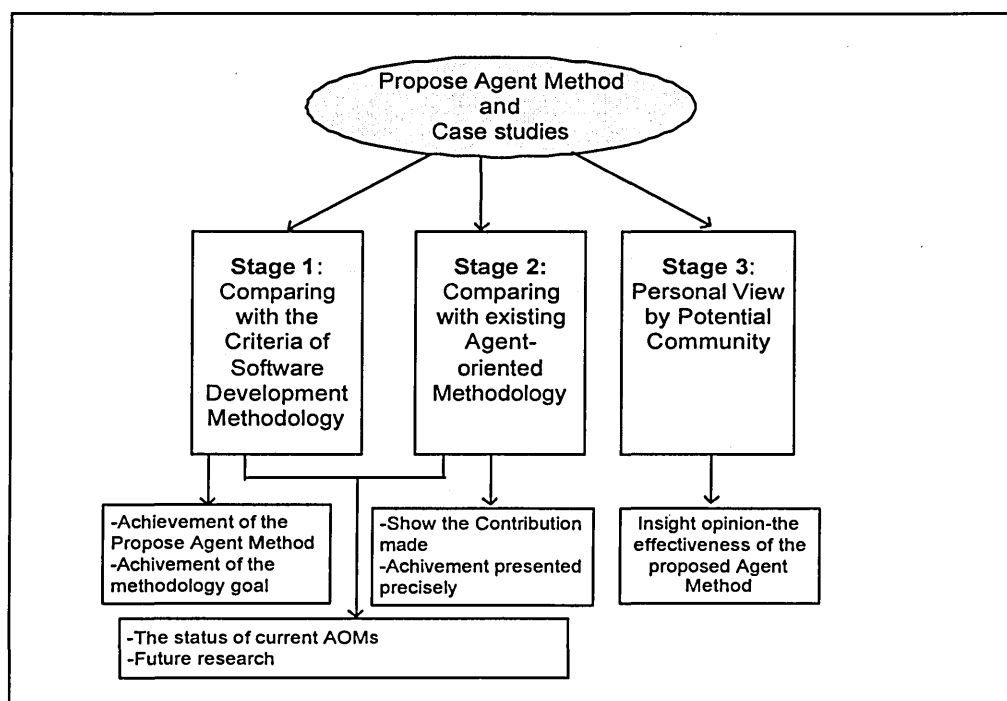 Propose Agent Method
and
Case studies
Stage 1:
Comparing
with the
Criteria of
Software
Development
Methodology
Stage 2:
Comparing
with existing
Agent-
oriented
Methodology
Stage 3:
Personal View
by Potential
Community
-Achievement of the
Propose Agent Method
-Achivement of the
methodology goal
-Show the Contribution
made
-Achivement presented
precisely
Insight opinion-the
effectiveness of the
proposed Agent
Method
-The status of current AOMs
-Future research